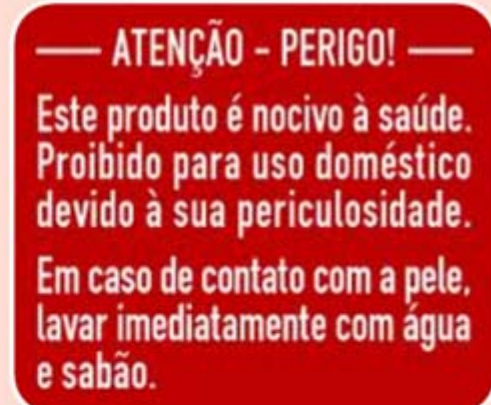 ATENÇÃO - PERIGO!
Este produto é nocivo à saúde.
Proibido para uso doméstico
devido à sua periculosidade.
Em caso de contato com a pele,
lavar imediatamente com água
e sabão.